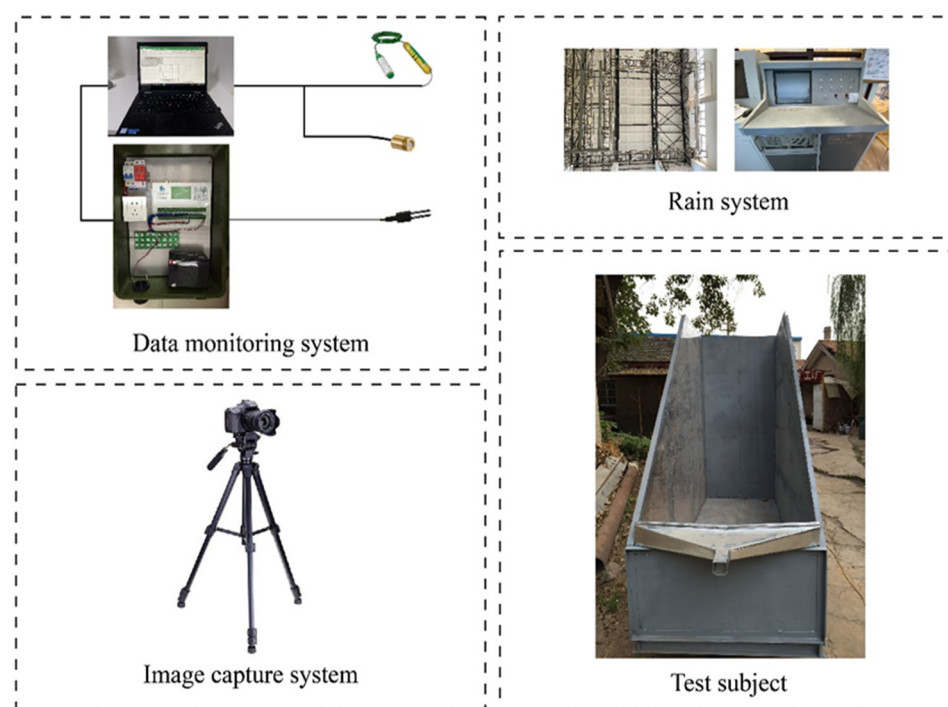 Data monitoring system
Rain system
Image capture system
Test subject